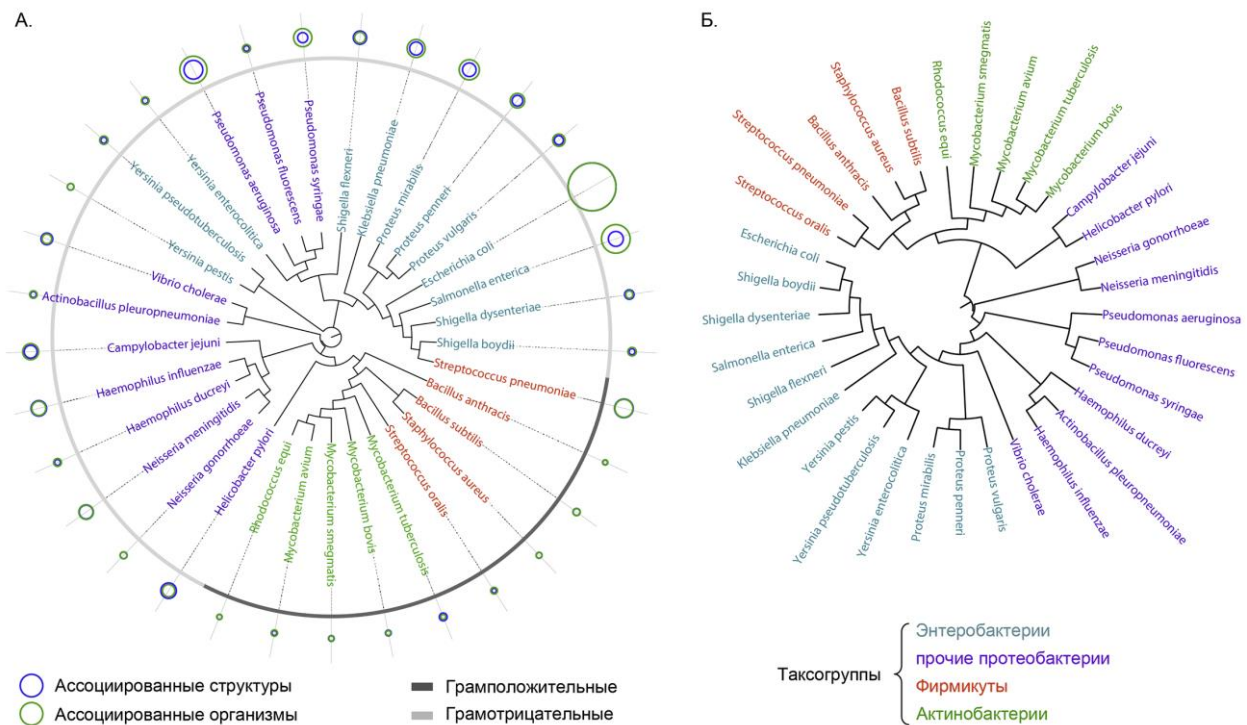 А.
Pseudomonas aeruginosa
Pseudomonas fluorescens
Pseudomonas syringae
Shigella flexneri
Klebsiella pneumoniae
Proteus mirabilis
Proteus penneri
Proteus vulgaris
Escherichia coli
Salmonella enterica
Shigella dysenteriae
Shigella boydii
Streptococcus pneumoniae
Bacillus anthracis
Bacillus subtilis
Staphylococcus aureus
Streptococcus oralis
Mycobacterium tuberculosis
Mycobacterium bovis
Mycobacterium smegmatis
Mycobacterium avium
Rhodococcus equi
Helicobacter pylori
Neisseria gonorrhoeae
Neisseria meningitidis
Haemophilus ducreyi
Haemophilus influenzae
Campylobacter jejuni
Actinobacillus pleuropneumoniae
Vibrio cholerae
Yersinia pestis
Yersinia pseudotuberculosis
Yersinia enterocolitica
Ассоциированные структуры
Ассоциированные организмы
Грамположительные
Грамотрицательные
Б.
Streptococcus oralis
Streptococcus pneumoniae
Bacillus anthracis
Staphylococcus aureus
Bacillus subtilis
Rhodococcus equi
Mycobacterium smegmatis
Mycobacterium avium
Mycobacterium tuberculosis
Mycobacterium bovis
Campylobacter jejuni
Helicobacter pylori
Neisseria gonorrhoeae
Neisseria meningitidis
Pseudomonas aeruginosa
Pseudomonas fluorescens
Pseudomonas syringae
Haemophilus ducreyi
Actinobacillus pleuropneumoniae
Haemophilus influenzae
Vibrio cholerae
Proteus vulgaris
Proteus penneri
Proteus mirabilis
Yersinia enterocolitica
Yersinia pseudotuberculosis
Yersinia pestis
Klebsiella pneumoniae
Shigella flexneri
Salmonella enterica
Shigella dysenteriae
Shigella boydii
Escherichia coli
Таксогруппы
Энтеробактерии
прочие протеобактерии
Фирмикуты
Актинобактерии